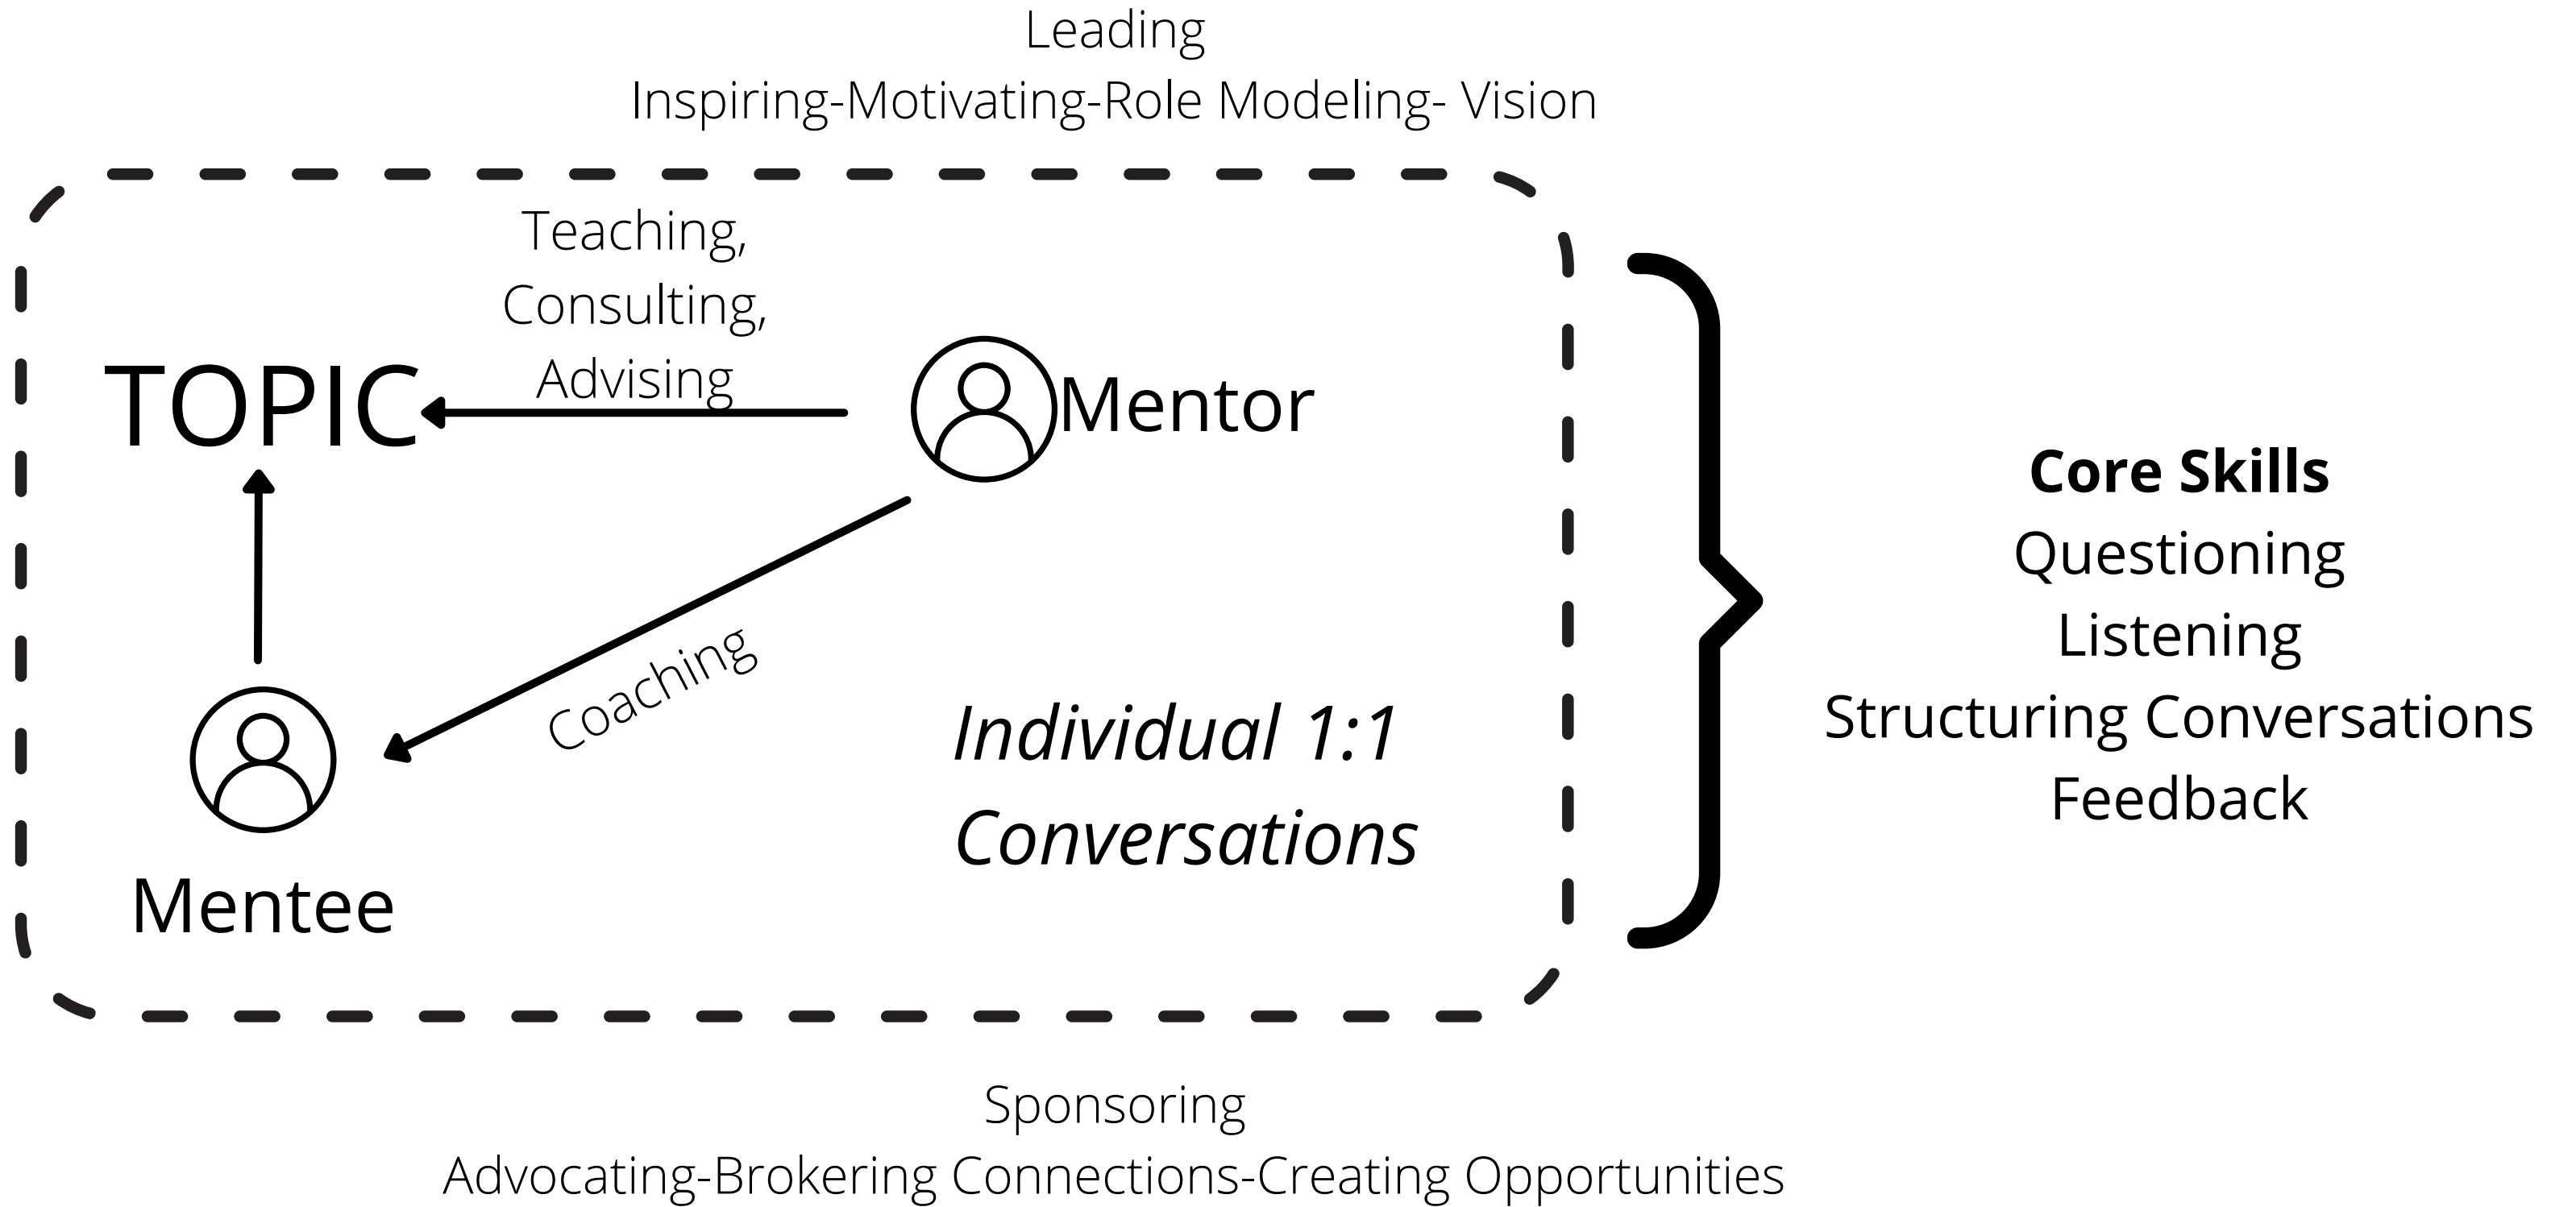 Leading
Inspiring-Motivating-Role Modeling- Vision
Teaching,
Consulting,
Advising
TOPIC
Mentor
Coaching
Individual 1:1
Conversations
Mentee
Core Skills
Questioning
Listening
Structuring Conversations
Feedback
Sponsoring
Advocating-Brokering Connections-Creating Opportunities